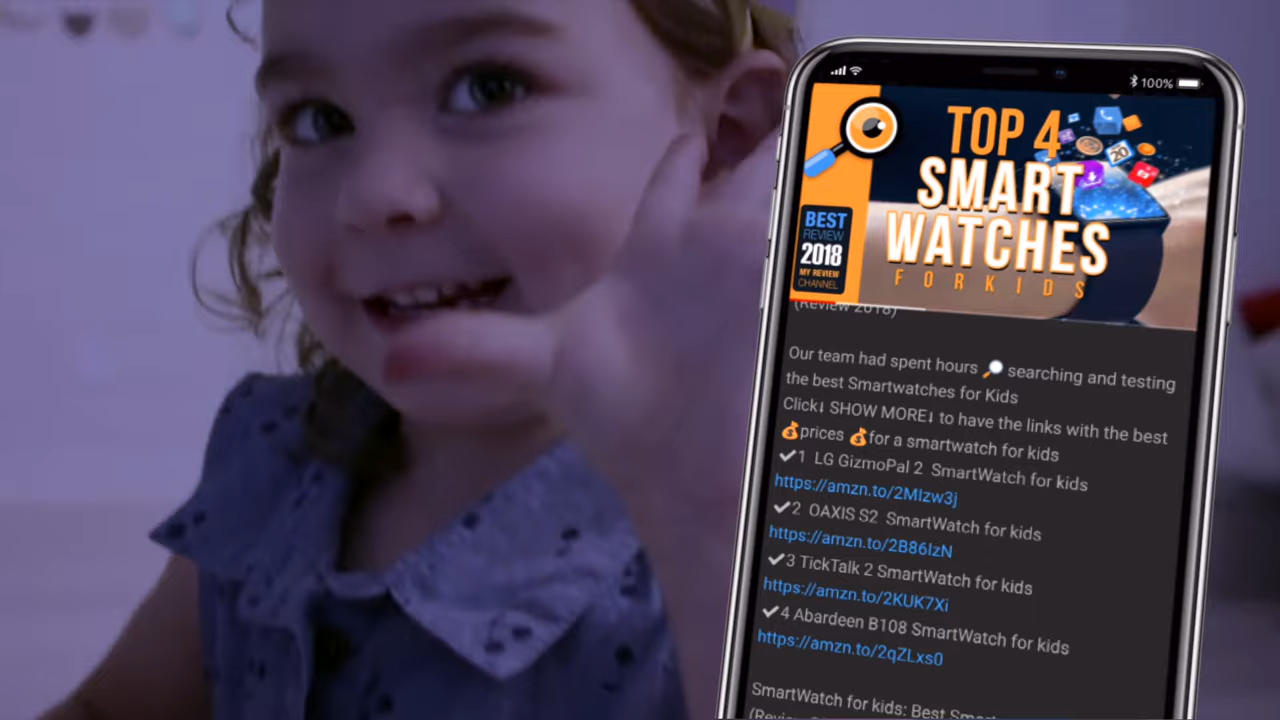 100%
TOP 4
SMART
WATCHES
FOR KIDS
20
BEST
REVIEW
2018
MY REVIEW
CHANNEL
(Review 2018)
Our team had spent hours 🔎 searching and testing
the best Smartwatches for Kids
Click⬇ SHOW MORE⬇ to have the links with the best
💰prices 💰for a smartwatch for kids
✔1 LG GizmoPal 2 SmartWatch for kids
https://amzn.to/2MIzw3j
✔2 OAXIS S2 SmartWatch for kids
https://amzn.to/2B86IzN
✔3 TickTalk 2 SmartWatch for kids
https://amzn.to/2KUK7Xi
✔4 Abardeen B108 SmartWatch for kids
https://amzn.to/2qZLxs0
SmartWatch for kids: Best